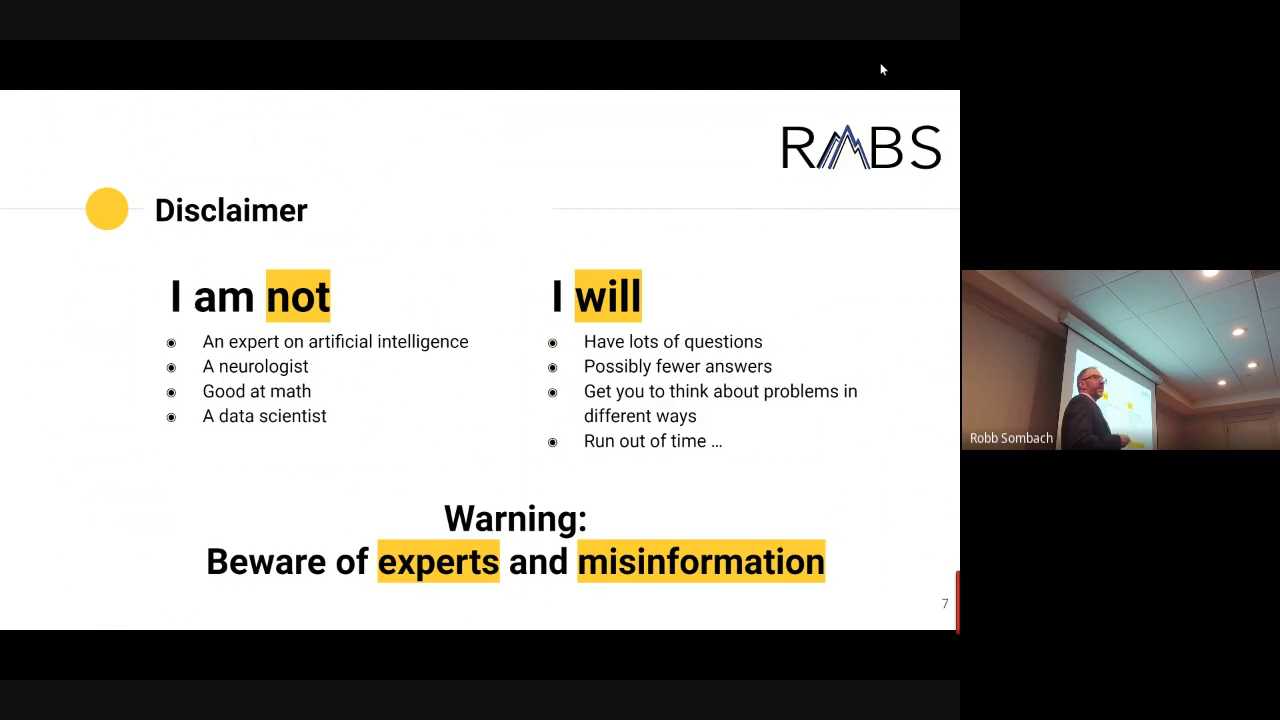 RMBS
Disclaimer
I am not
An expert on artificial intelligence
A neurologist
Good at math
A data scientist
I will
Have lots of questions
Possibly fewer answers
Get you to think about problems in
different ways
Run out of time …
Warning:
Beware of experts and misinformation
7
Robb Sombach